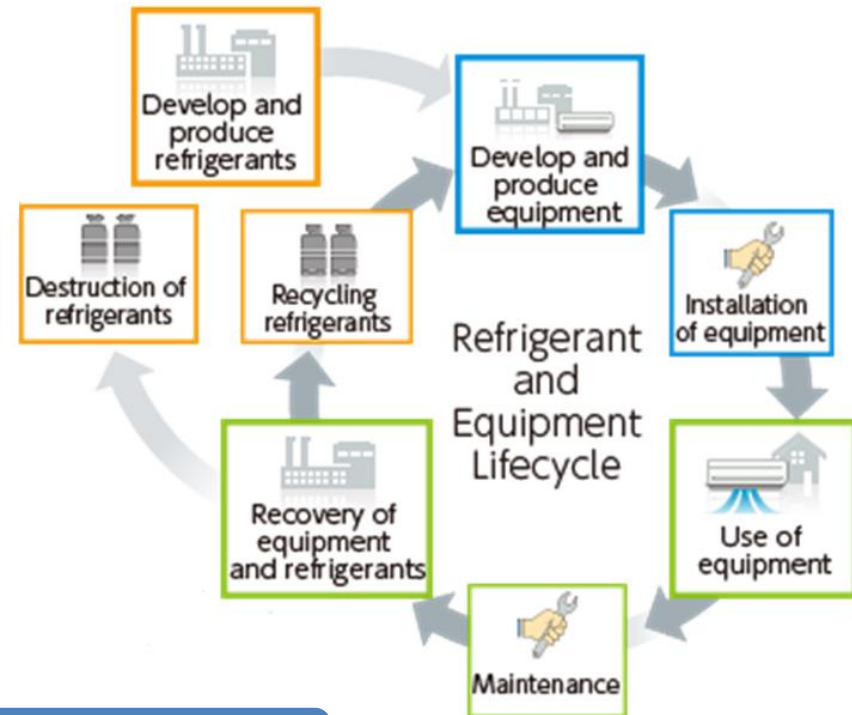 Develop and
produce
refrigerants
Develop and
produce
equipment
Destruction of
refrigerants
Recycling
refrigerants
Installation
of equipment
Refrigerant
and
Equipment
Lifecycle
Recovery of
equipment
and refrigerants
Use of
equipment
Maintenance